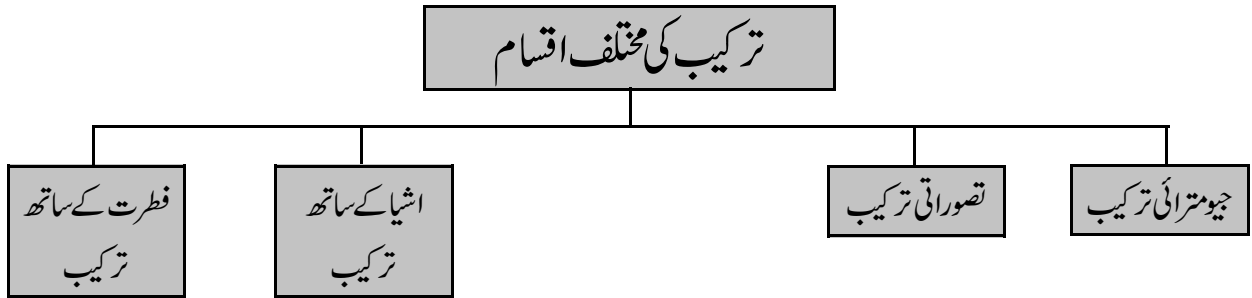 ترکیب کی مختلف اقسام
جیومترائی ترکیب
تصوراتی ترکیب
اشیا کے ساتھ
ترکیب
فطرت کے ساتھ
ترکیب